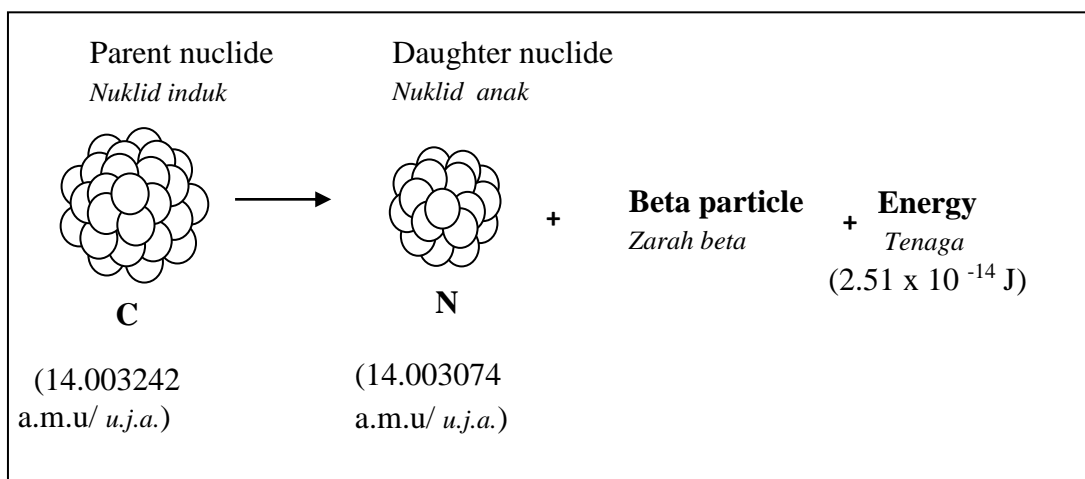 Parent nuclide
Nuklid induk
Daughter nuclide
Nuklid anak
+
Beta particle
Zarah beta
+
Energy
Tenaga
(2.51 x 10 -14 J)
C
N
(14.003242
a.m.u/ u.j.a.)
(14.003074
a.m.u/ u.j.a.)